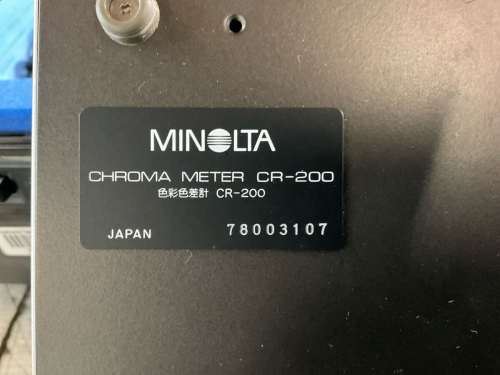 MINOLTA
CHROMA METER CR-200
色彩色差計 CR-200
JAPAN 78003107